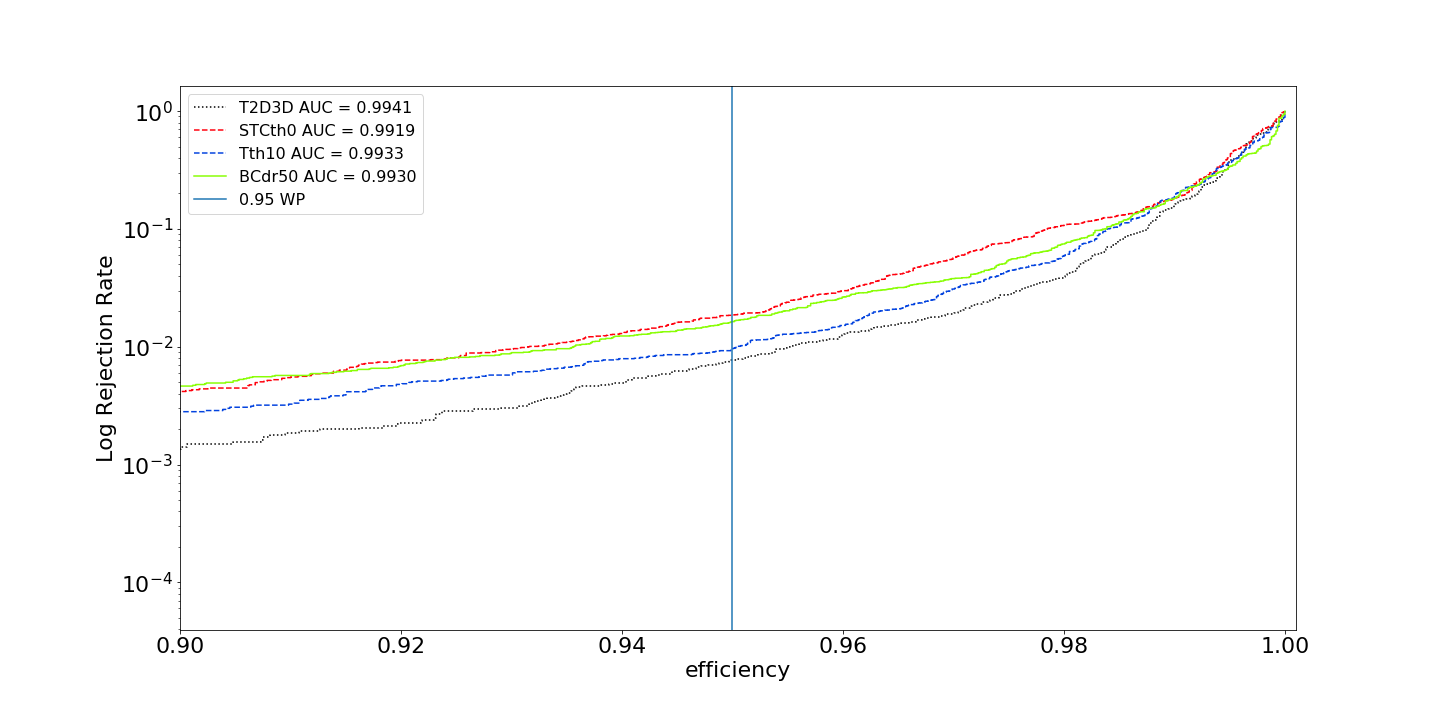 T2D3D AUC = 0.9941
STCth0 AUC = 0.9919
Tth10 AUC = 0.9933
BCdr50 AUC = 0.9930
0.95 WP
Log Rejection Rate
10⁰
10⁻¹
10⁻²
10⁻³
10⁻⁴
0.90 0.92 0.94 0.96 0.98 1.00
efficiency